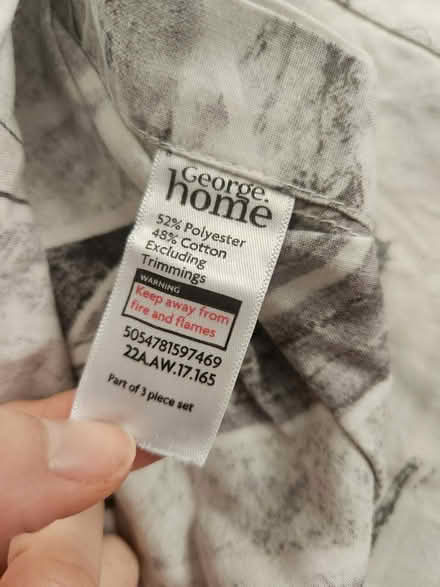 George.
home
52% Polyester
48% Cotton
Excluding
Trimmings
WARNING
Keep away from
fire and flames
5054781597469
22A.AW.17.165
Part of 3 piece set